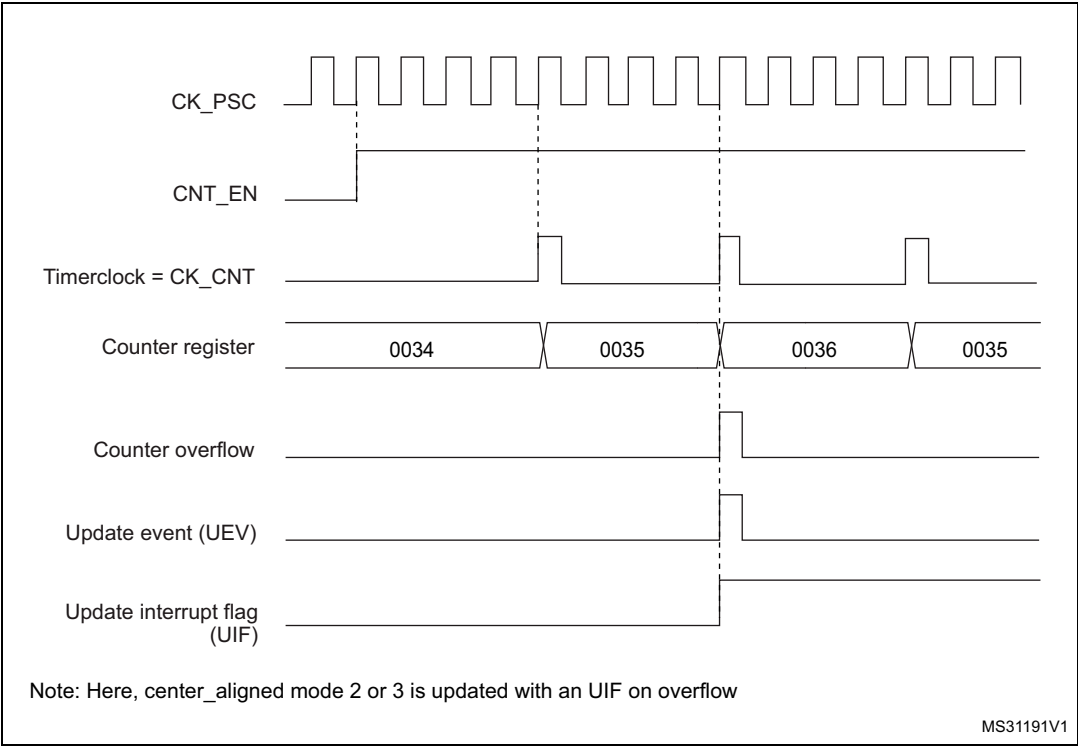 CK_PSC
CNT_EN
Timerclock = CK_CNT
Counter register
0034
0035
0036
0035
Counter overflow
Update event (UEV)
Update interrupt flag
(UIF)
Note: Here, center_aligned mode 2 or 3 is updated with an UIF on overflow
MS31191V1